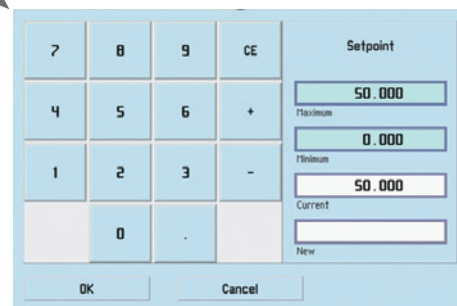 7 8 9 CE
4 5 6 +
1 2 3 -
0 .
OK Cancel
Setpoint
50.000
Maximum
0.000
Minimum
50.000
Current
New